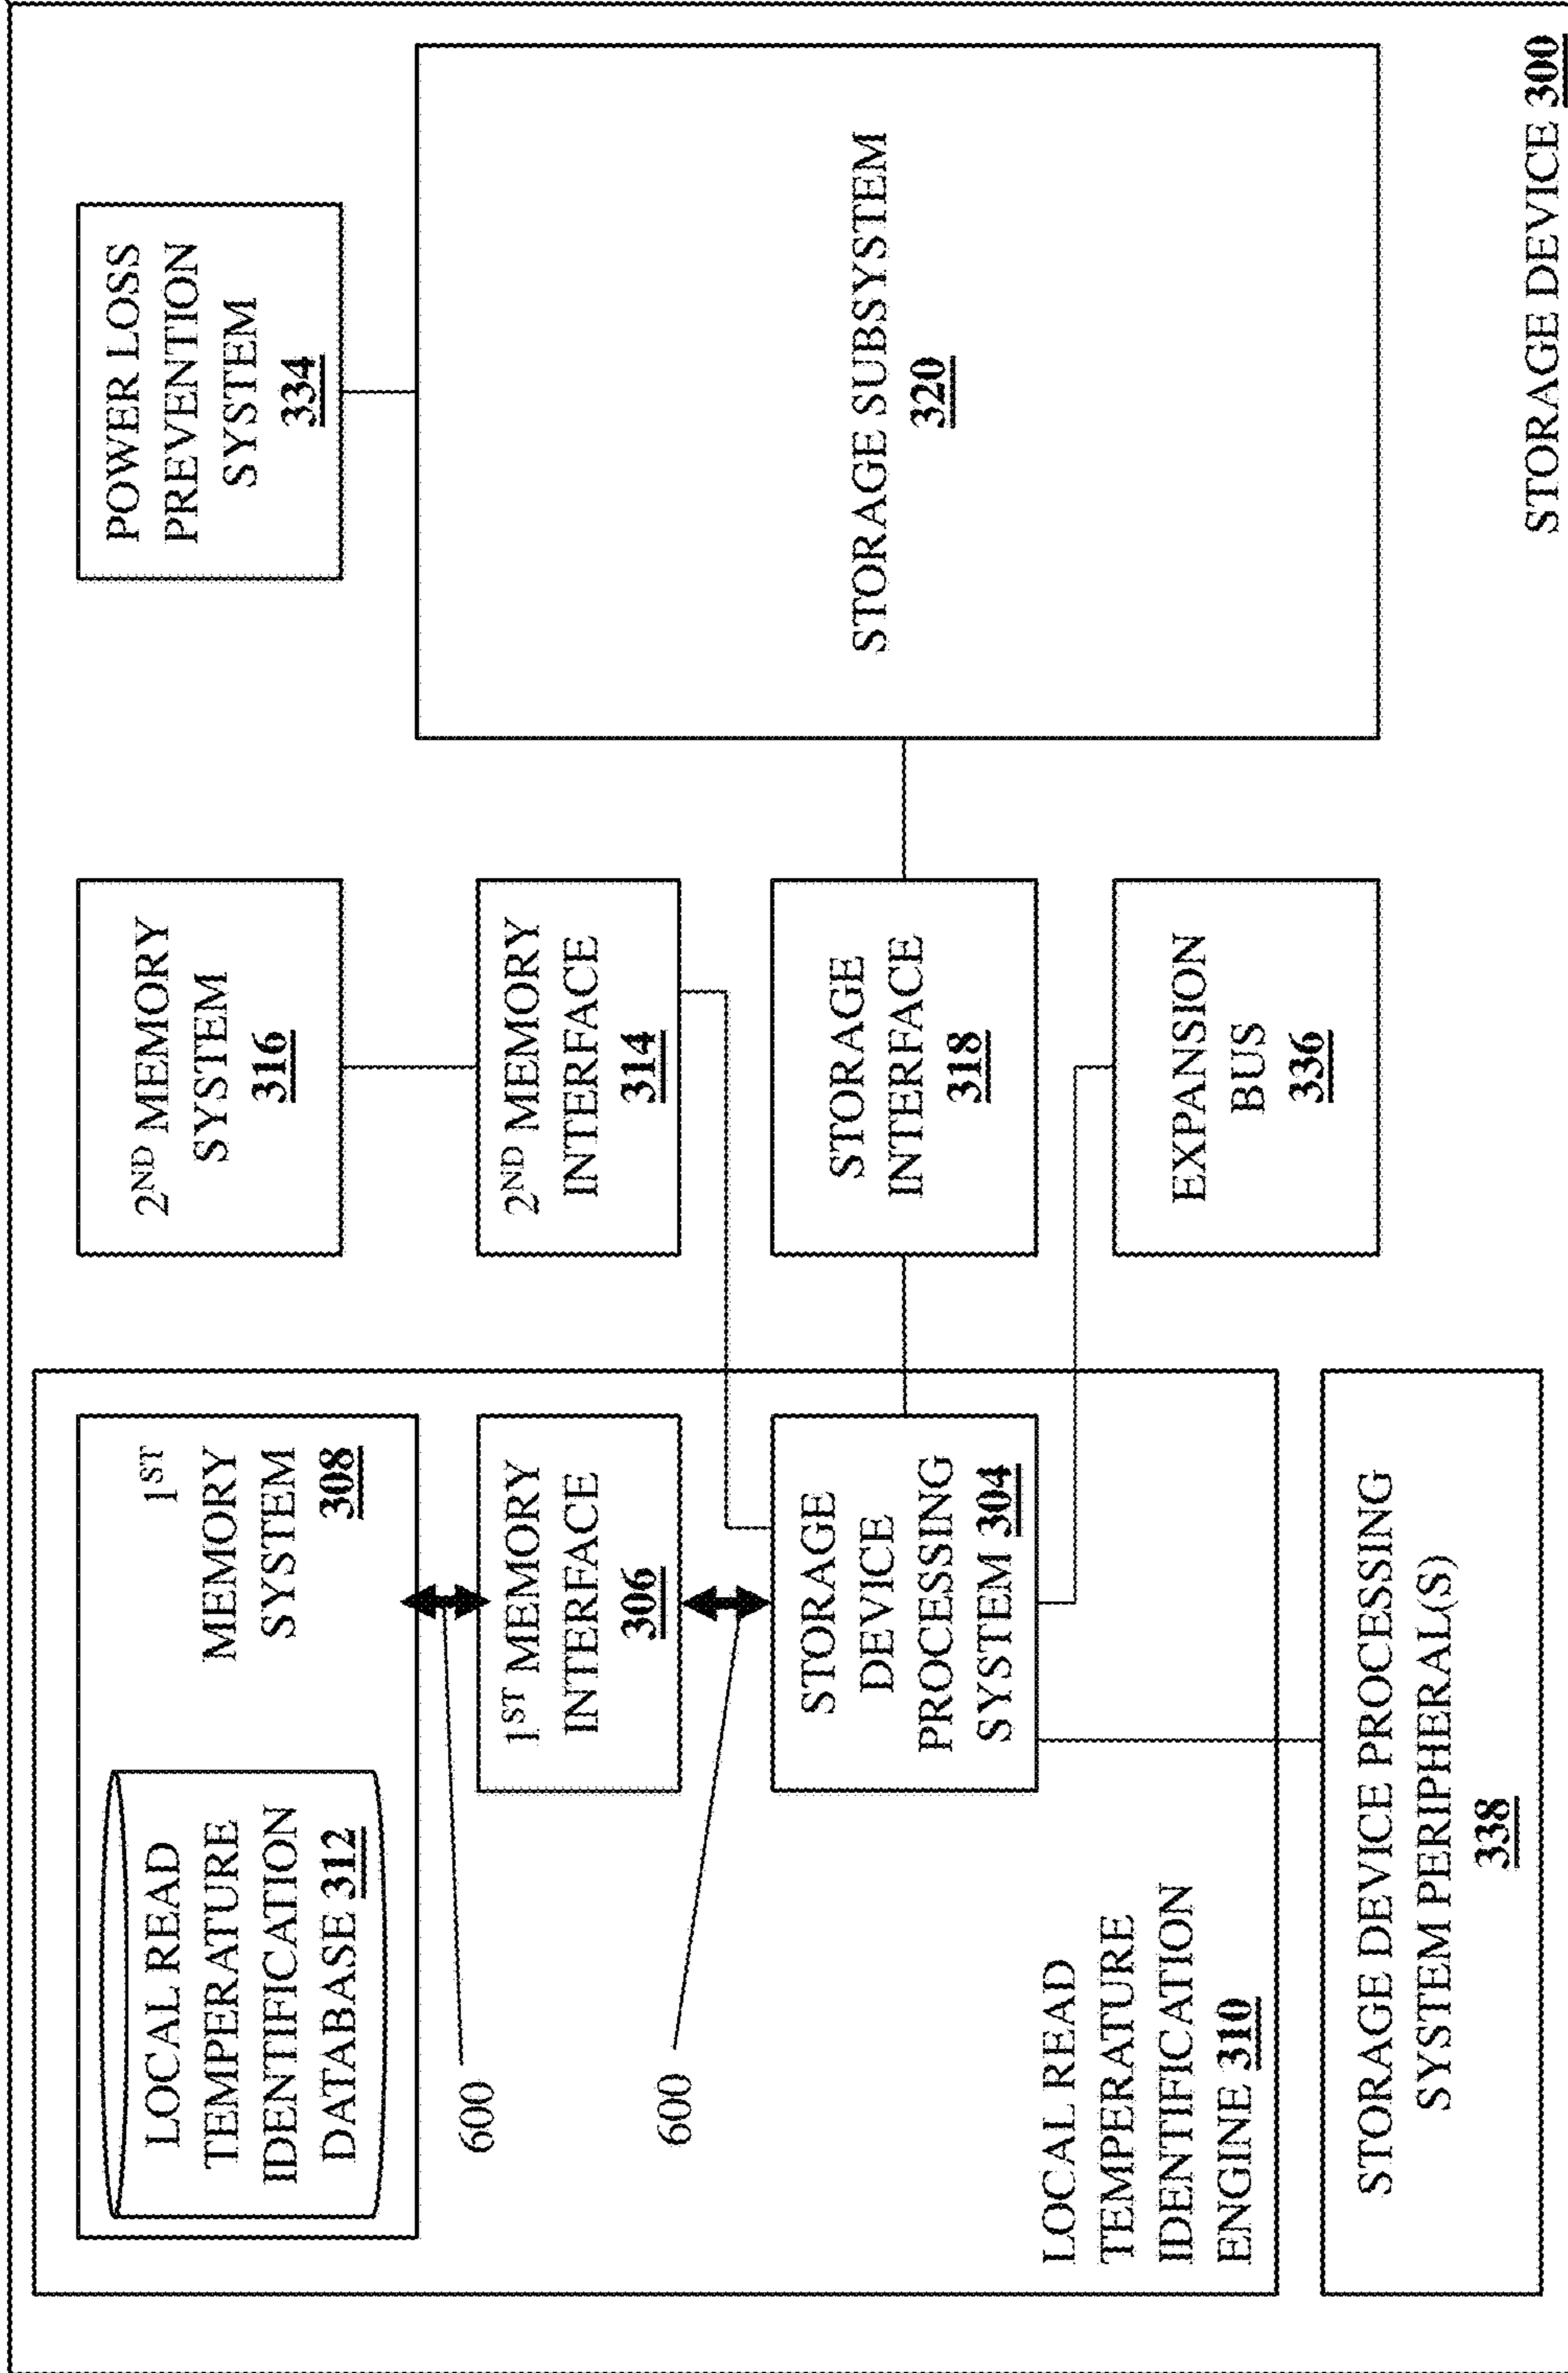 LOCAL READ
TEMPERATURE
IDENTIFICATION
DATABASE 312
1ST
MEMORY
SYSTEM
308
600
1ST MEMORY
INTERFACE
306
600
STORAGE
DEVICE
PROCESSING
SYSTEM 304
LOCAL READ
TEMPERATURE
IDENTIFICATION
ENGINE 310
STORAGE DEVICE PROCESSING
SYSTEM PERIPHERAL(S)
338
2ND MEMORY
SYSTEM
316
2ND MEMORY
INTERFACE
314
STORAGE
INTERFACE
318
EXPANSION
BUS
336
POWER LOSS
PREVENTION
SYSTEM
334
STORAGE SUBSYSTEM
320
STORAGE DEVICE 300